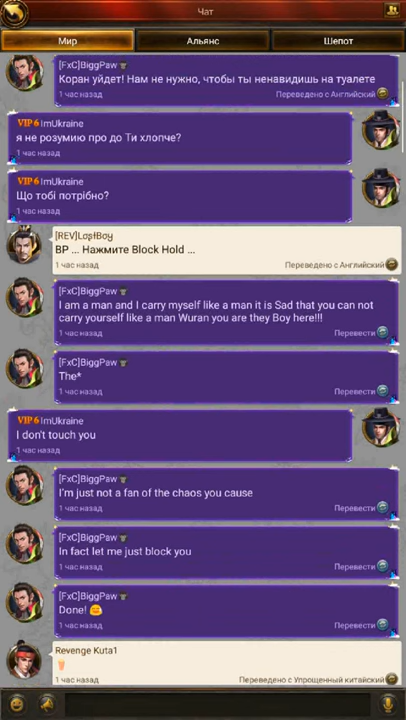 Чат
Мир
Альянс
Шепот
[FxC]BiggPaw
Коран уйдет! Нам не нужно, чтобы ты ненавидишь на туалете
1 час назад
Переведено с Английский
VIP 6 ImUkraine
я не розумию про до Ти хлопче?
1 час назад
VIP 6 ImUkraine
Що тобі потрібно?
1 час назад
[REV]LąşƚBoy
BP ... Нажмите Block Hold ...
1 час назад
Переведено с Английский
[FxC]BiggPaw
I am a man and I carry myself like a man it is Sad that you can not
carry yourself like a man Wuran you are they Boy here!!!
1 час назад
Перевести
[FxC]BiggPaw
The*
1 час назад
Перевести
VIP 6 ImUkraine
I don't touch you
1 час назад
[FxC]BiggPaw
I'm just not a fan of the chaos you cause
1 час назад
Перевести
[FxC]BiggPaw
In fact let me just block you
1 час назад
Перевести
[FxC]BiggPaw
Done! 😊
1 час назад
Перевести
Revenge Kuta1
1 час назад
Переведено с Упрощенный китайский